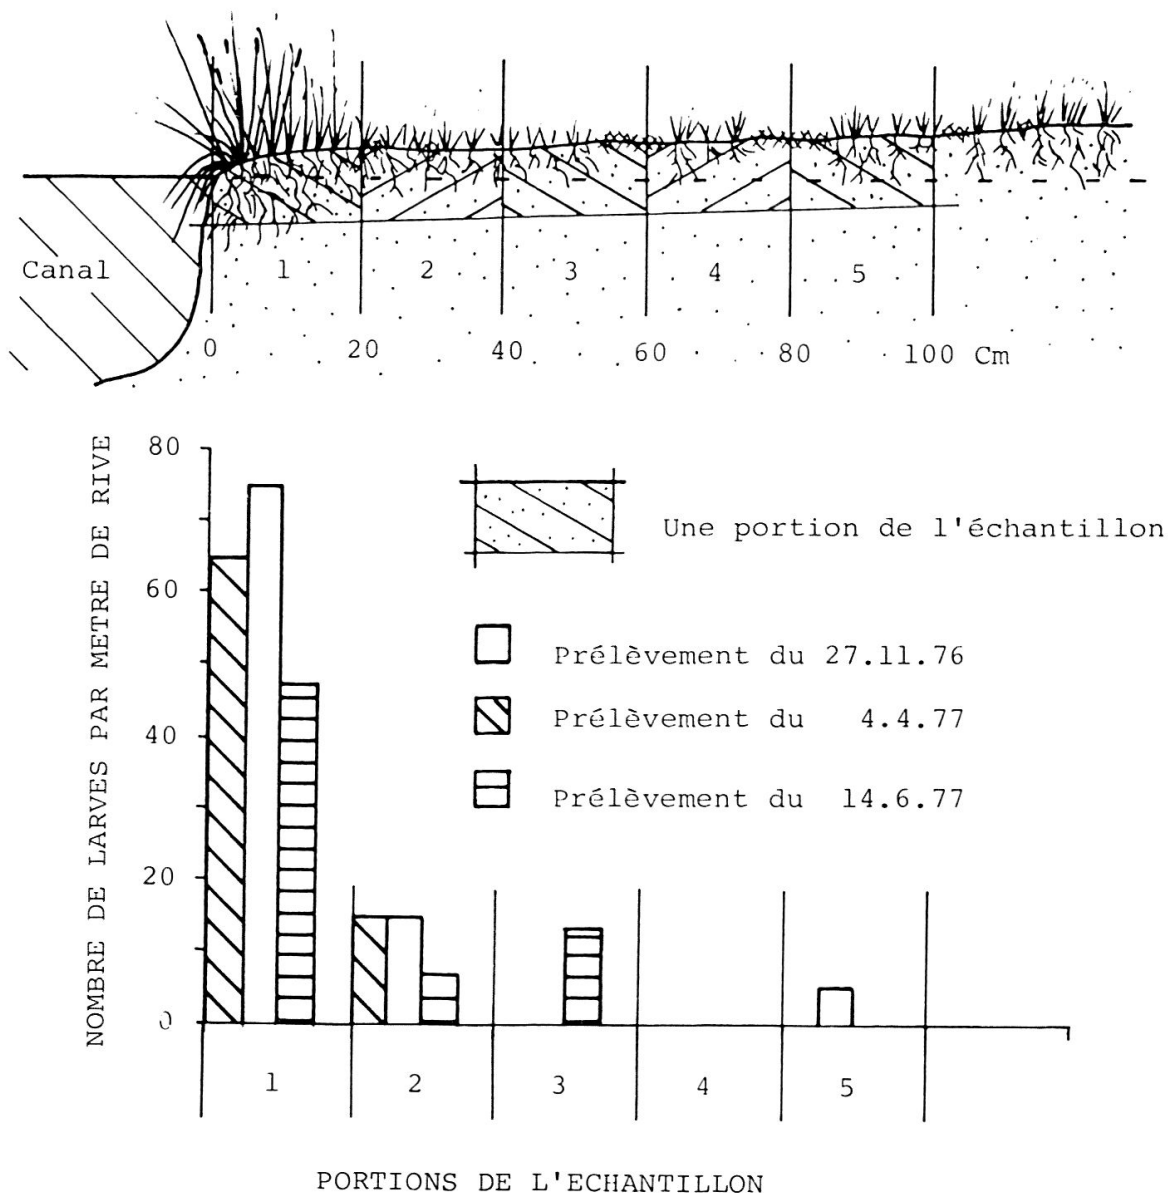 Canal
1 2 3 4 5
0 20 40 60 80 100 Cm
NOMBRE DE LARVES PAR METRE DE RIVE
80
60
40
20
0
Une portion de l'échantillon
Prélèvement du 27.11.76
Prélèvement du 4.4.77
Prélèvement du 14.6.77
1 2 3 4 5
PORTIONS DE L'ECHANTILLON